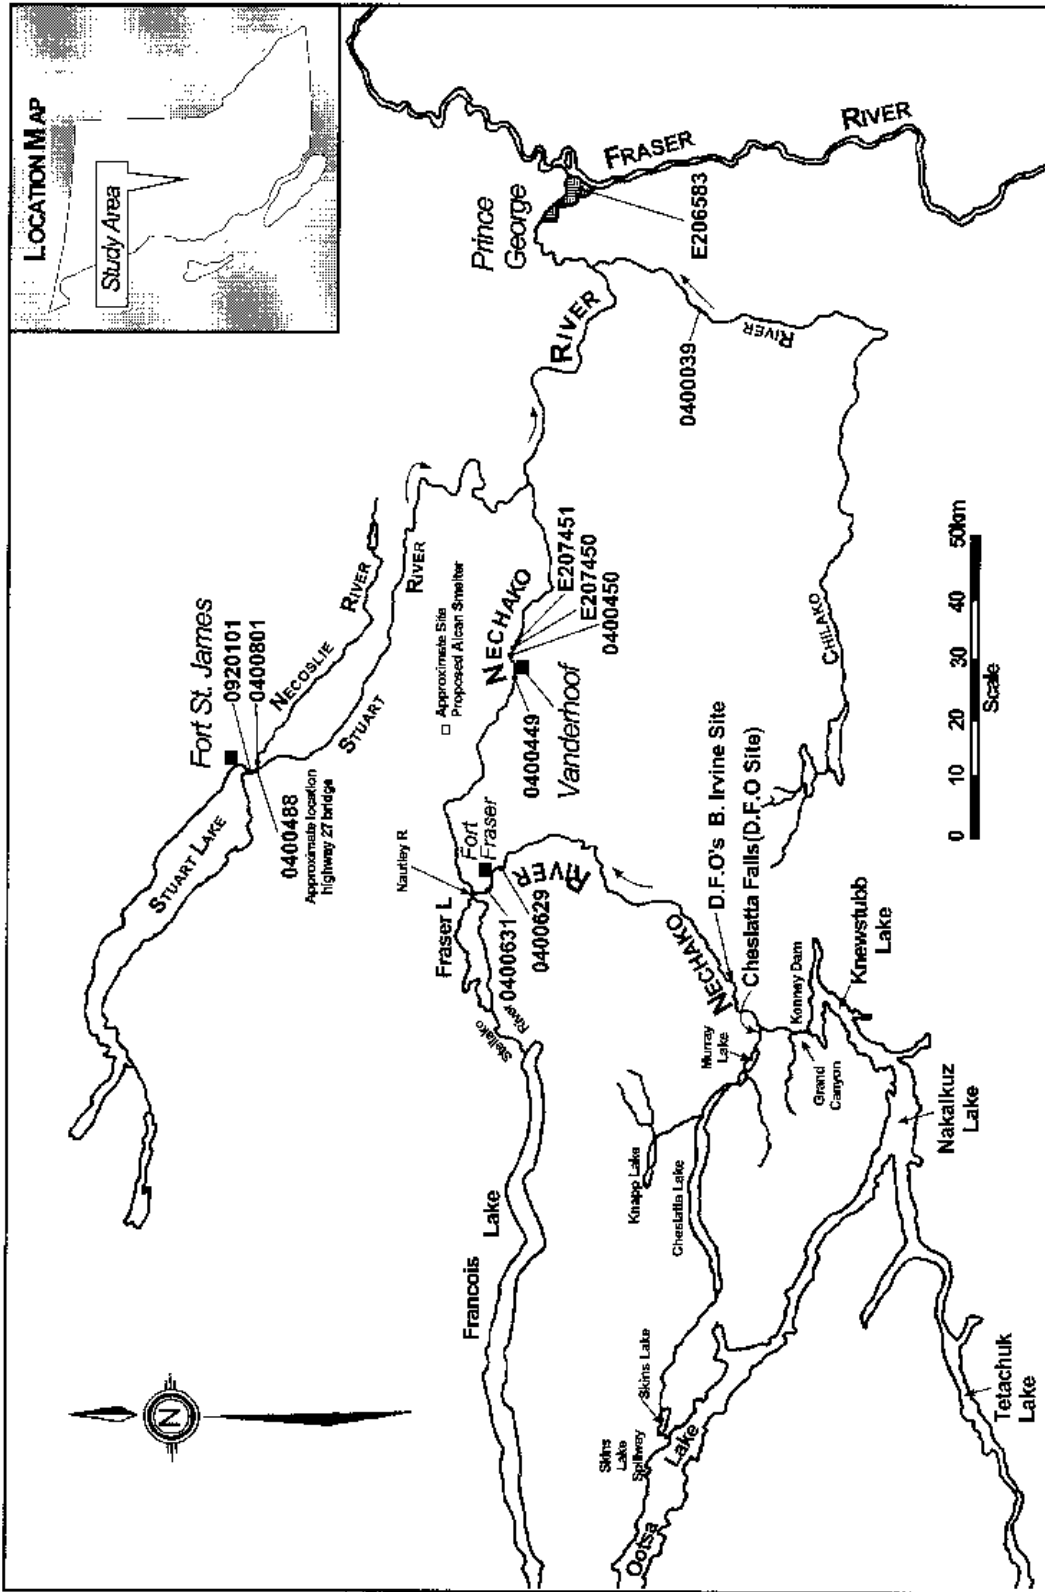 LOCATION MAP
Study Area
Prince
George
FRASER
RIVER
E206583
RIVER
0400039
RIVER
CHILAKO
Fort St. James
0920101
0400801
NECOSLIE
RIVER
STUART
RIVER
STUART LAKE
0400488
Approximate location
highway 27 bridge
□ Approximate Site
Proposed Alcan Smelter
NECHAKO
E207451
E207450
0400450
Vanderhoof
0400449
Nautley R
Fort
Fraser
Fraser L
0400631
0400629
Stellako
River
RIVER
NECHAKO
D.F.O's B. Irvine Site
Cheslatta Falls(D.F.O Site)
Murray
Lake
Kenney Dam
Grand
Canyon
Knewstubb
Lake
Nakalkuz
Lake
Knapp Lake
Cheslatta Lake
Francois
Lake
Skins Lake
Skins
Lake
Spillway
Ootsa
Lake
Tetachuk
Lake
N
0 10 20 30 40 50km
Scale